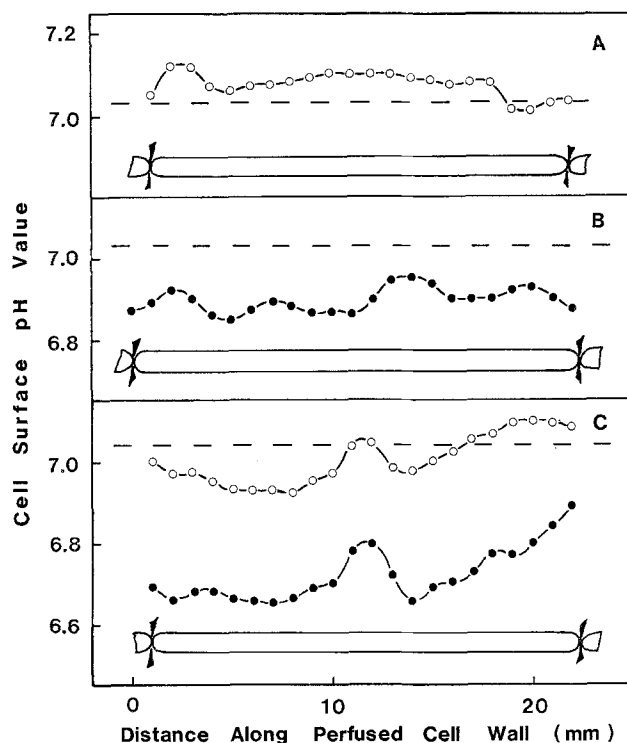 7.2
A
7.0
B
7.0
6.8
C
7.0
6.8
6.6
Cell Surface pH Value
0 10 20
Distance Along Perfused Cell Wall (mm)